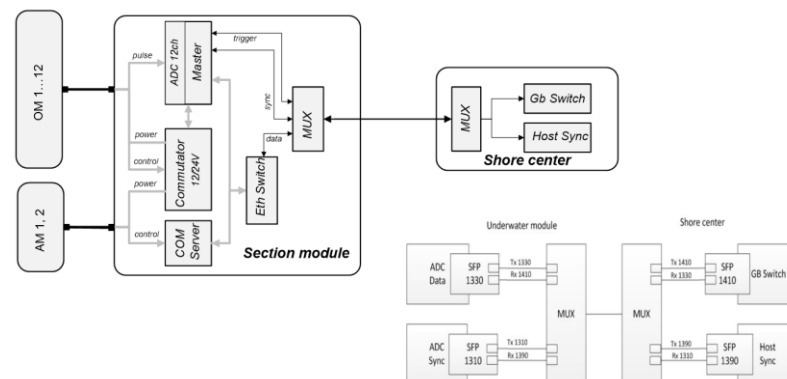 OM 1... 12
AM 1, 2
pulse
power
control
power
control
ADC 12ch
Master
Commutator
12/24V
COM
Server
Eth Switch
trigger
sync
data
MUX
Section module
MUX
Gb Switch
Host Sync
Shore center
Underwater module
Shore center
ADC
Data
SFP
1330
Tx 1330
Rx 1410
MUX
MUX
Tx 1410
Rx 1330
SFP
1410
GB Switch
ADC
Sync
SFP
1310
Tx 1310
Rx 1390
Tx 1390
Rx 1310
SFP
1390
Host
Sync